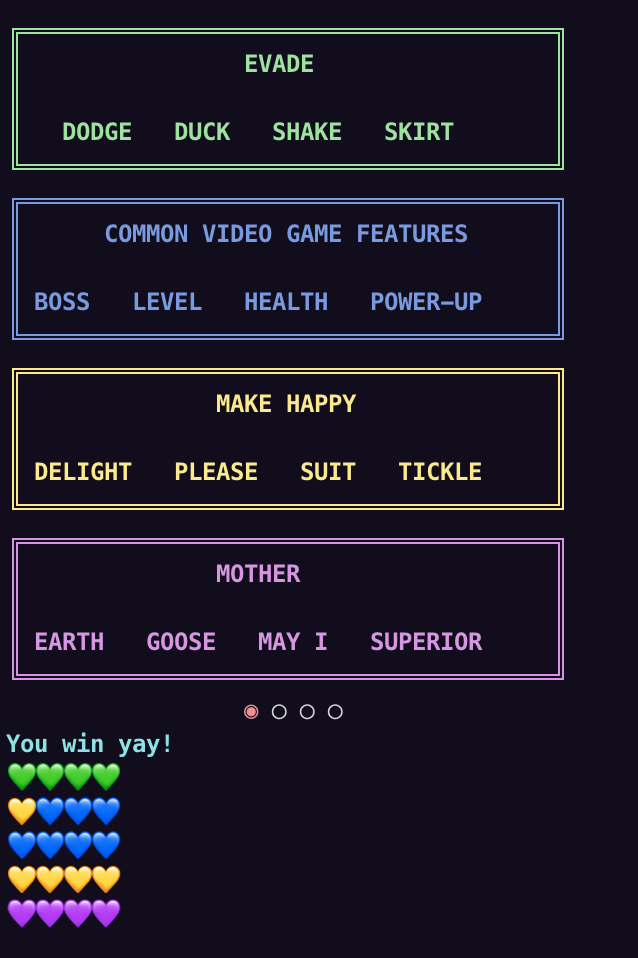 EVADE
DODGE DUCK SHAKE SKIRT
COMMON VIDEO GAME FEATURES
BOSS LEVEL HEALTH POWER–UP
MAKE HAPPY
DELIGHT PLEASE SUIT TICKLE
MOTHER
EARTH GOOSE MAY I SUPERIOR
You win yay!